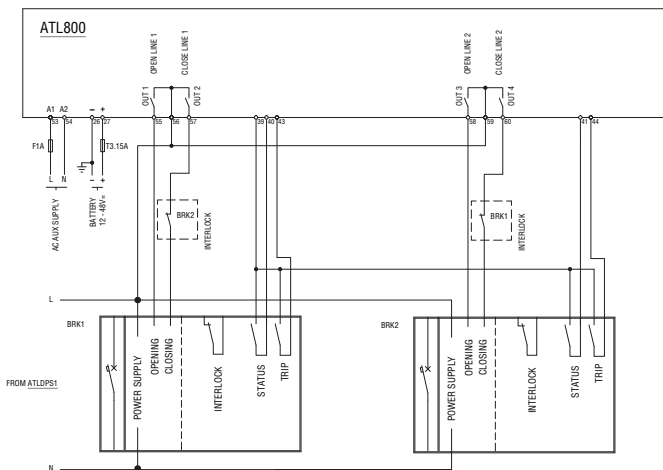 ATL800
OPEN LINE 1
CLOSE LINE 1
OPEN LINE 2
CLOSE LINE 2
OUT 1
OUT 2
OUT 3
OUT 4
A1 A2 – +
53 54 26 27 55 56 57 39 40 43 58 59 60 41 44
F1A
T3.15A
L N – +
AC AUX SUPPLY
BATTERY
12 - 48V=
BRK2
INTERLOCK
BRK1
INTERLOCK
L
BRK1
POWER SUPPLY
OPENING
CLOSING
INTERLOCK
STATUS
TRIP
BRK2
POWER SUPPLY
OPENING
CLOSING
INTERLOCK
STATUS
TRIP
FROM ATLDPS1
N